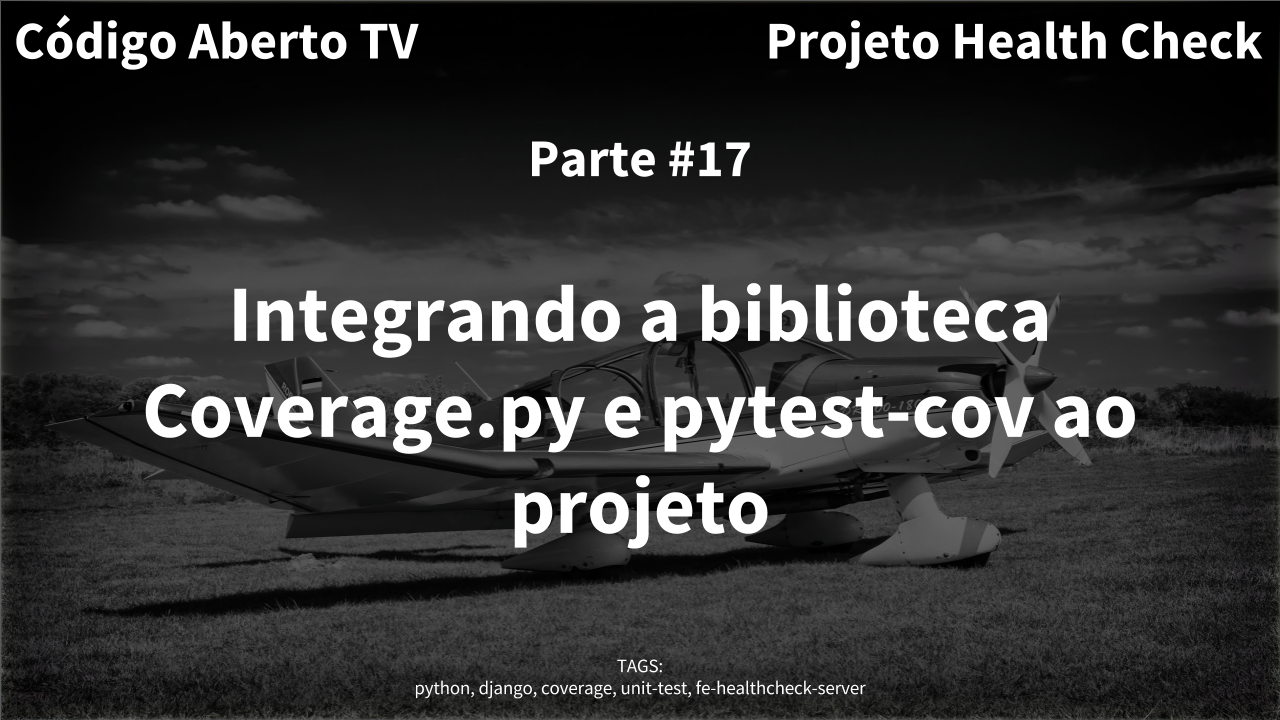 Código Aberto TV
Projeto Health Check
Parte #17
Integrando a biblioteca
Coverage.py e pytest-cov ao
projeto
TAGS:
python, django, coverage, unit-test, fe-healthcheck-server